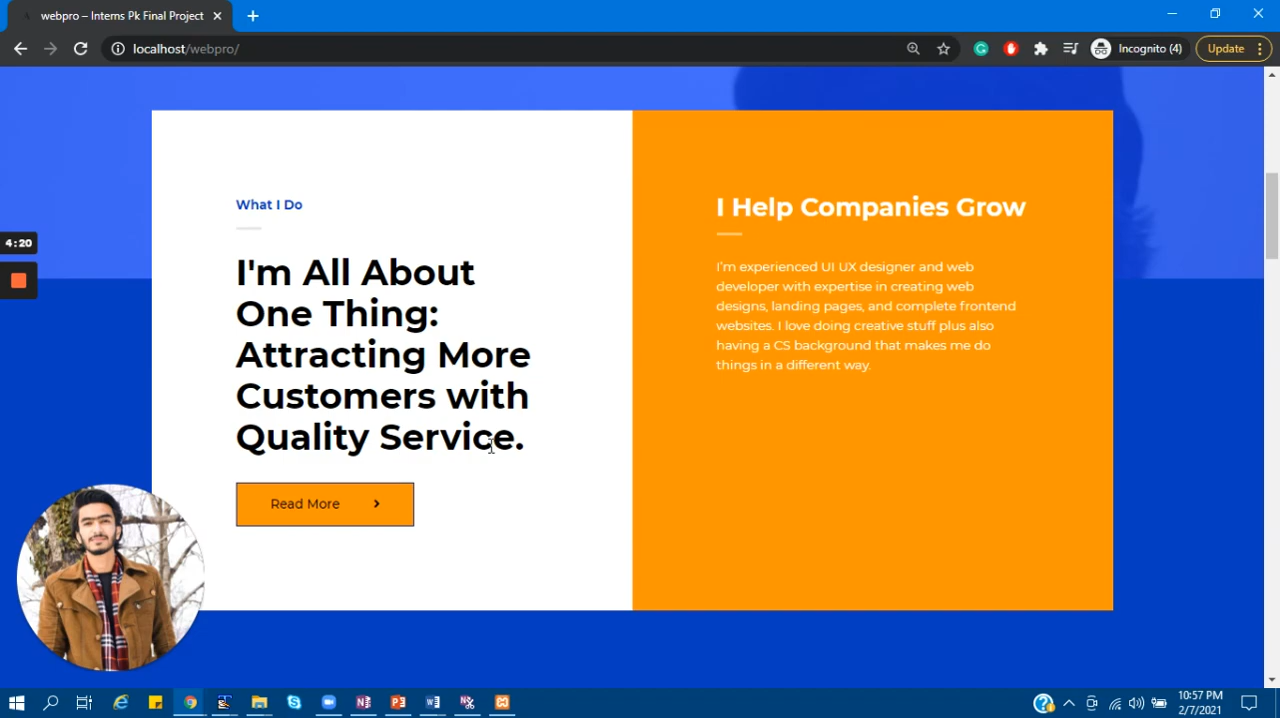 webpro – Interns Pk Final Project
localhost/webpro/
Incognito (4)
Update
4:20
What I Do
I'm All About
One Thing:
Attracting More
Customers with
Quality Service.
Read More
I Help Companies Grow
I'm experienced UI UX designer and web
developer with expertise in creating web
designs, landing pages, and complete frontend
websites. I love doing creative stuff plus also
having a CS background that makes me do
things in a different way.
10:57 PM
2/7/2021